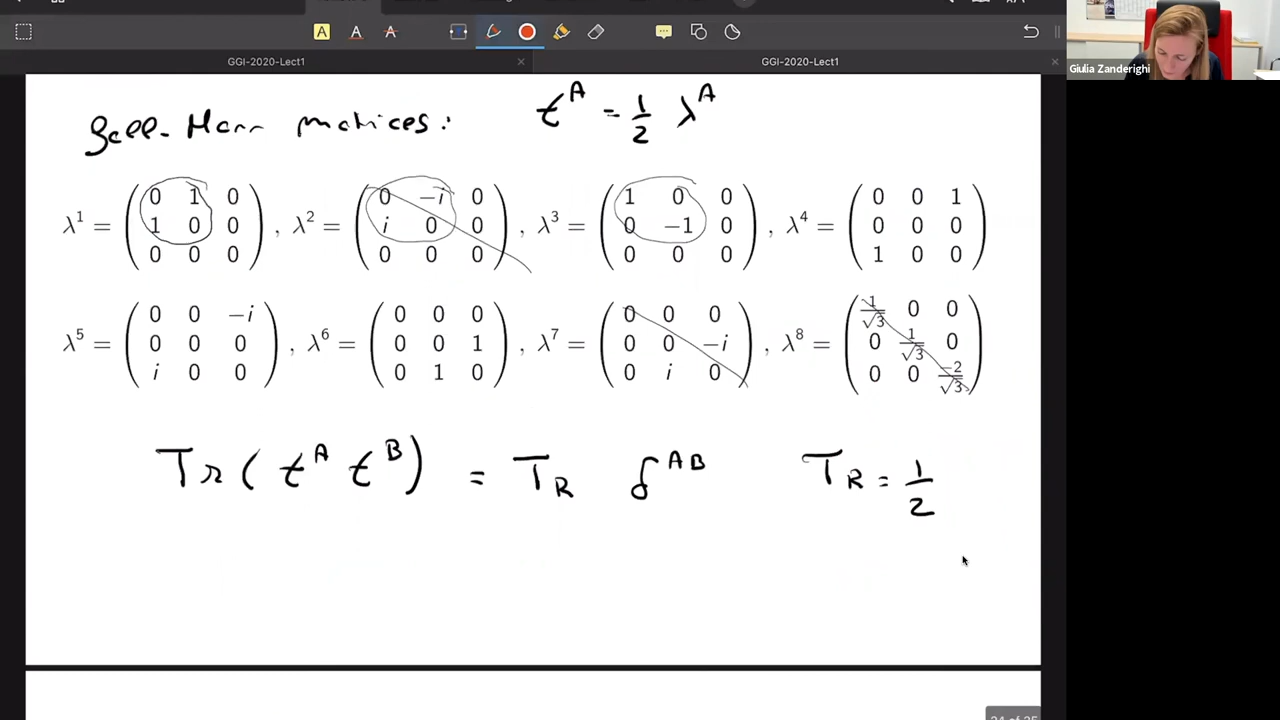 GGI-2020-Lect1
GGI-2020-Lect1
Giulia Zanderighi
Gell-Mann matrices: t^A = 1/2 λ^A
λ^1 = ( 0 1 0 ; 1 0 0 ; 0 0 0 ) , λ^2 = ( 0 −i 0 ; i 0 0 ; 0 0 0 ) , λ^3 = ( 1 0 0 ; 0 −1 0 ; 0 0 0 ) , λ^4 = ( 0 0 1 ; 0 0 0 ; 1 0 0 )
λ^5 = ( 0 0 −i ; 0 0 0 ; i 0 0 ) , λ^6 = ( 0 0 0 ; 0 0 1 ; 0 1 0 ) , λ^7 = ( 0 0 0 ; 0 0 −i ; 0 i 0 ) , λ^8 = ( 1/√3 0 0 ; 0 1/√3 0 ; 0 0 −2/√3 )
Tr( t^A t^B ) = T_R δ^{AB} T_R = 1/2